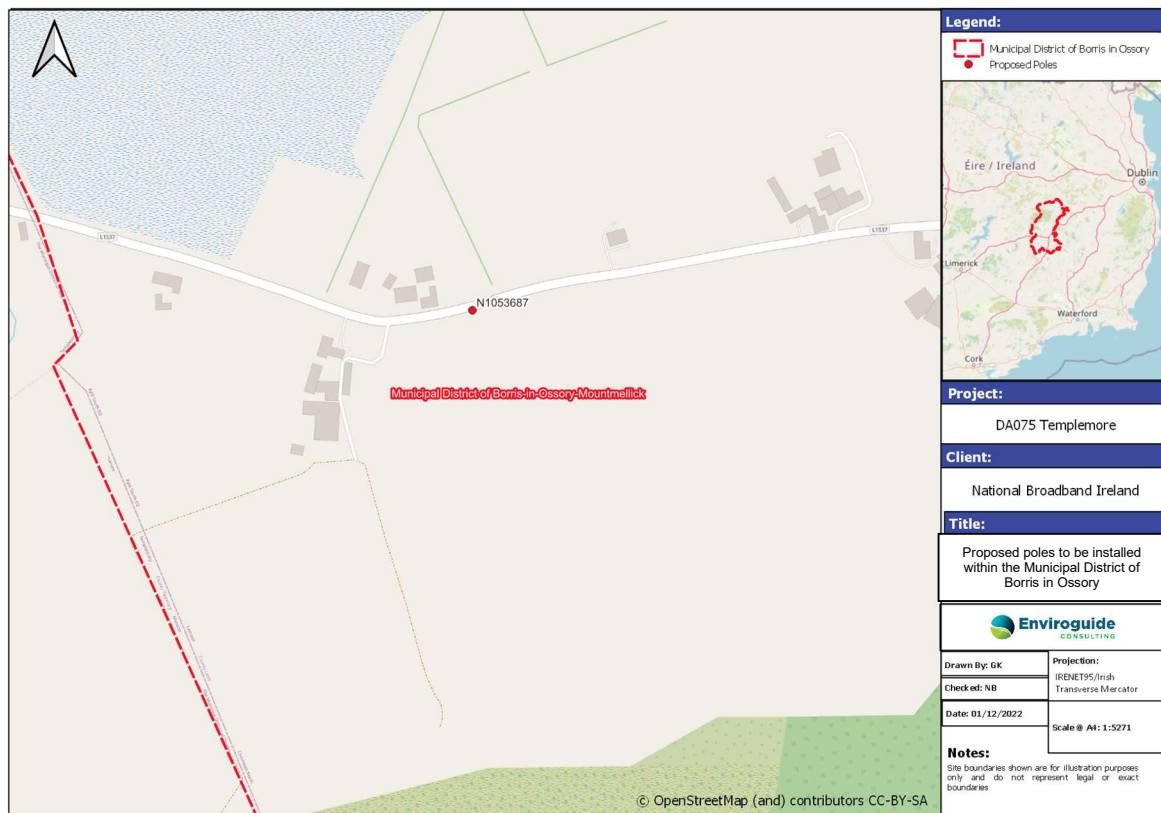 L1537
L1537
N1053687
Municipal District of Borris-in-Ossory-Mountmellick
© OpenStreetMap (and) contributors CC-BY-SA
Legend:
Municipal District of Borris in Ossory
Proposed Poles
Éire / Ireland
Dublin
Limerick
Waterford
Cork
Project:
DA075 Templemore
Client:
National Broadband Ireland
Title:
Proposed poles to be installed
within the Municipal District of
Borris in Ossory
Enviroguide
CONSULTING
Drawn By: GK
Checked: NB
Date: 01/12/2022
Projection:
IRENET95/Irish
Transverse Mercator
Scale @ A4: 1:5271
Notes:
Site boundaries shown are for illustration purposes
only and do not represent legal or exact
boundaries